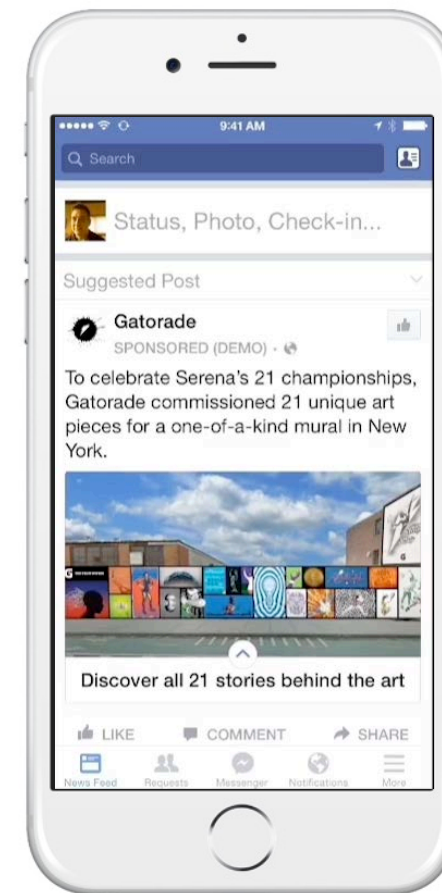 9:41 AM
Search
Status, Photo, Check-in...
Suggested Post
Gatorade
SPONSORED (DEMO) ·
To celebrate Serena's 21 championships,
Gatorade commissioned 21 unique art
pieces for a one-of-a-kind mural in New
York.
G
Discover all 21 stories behind the art
LIKE COMMENT SHARE
News Feed Requests Messenger Notifications More